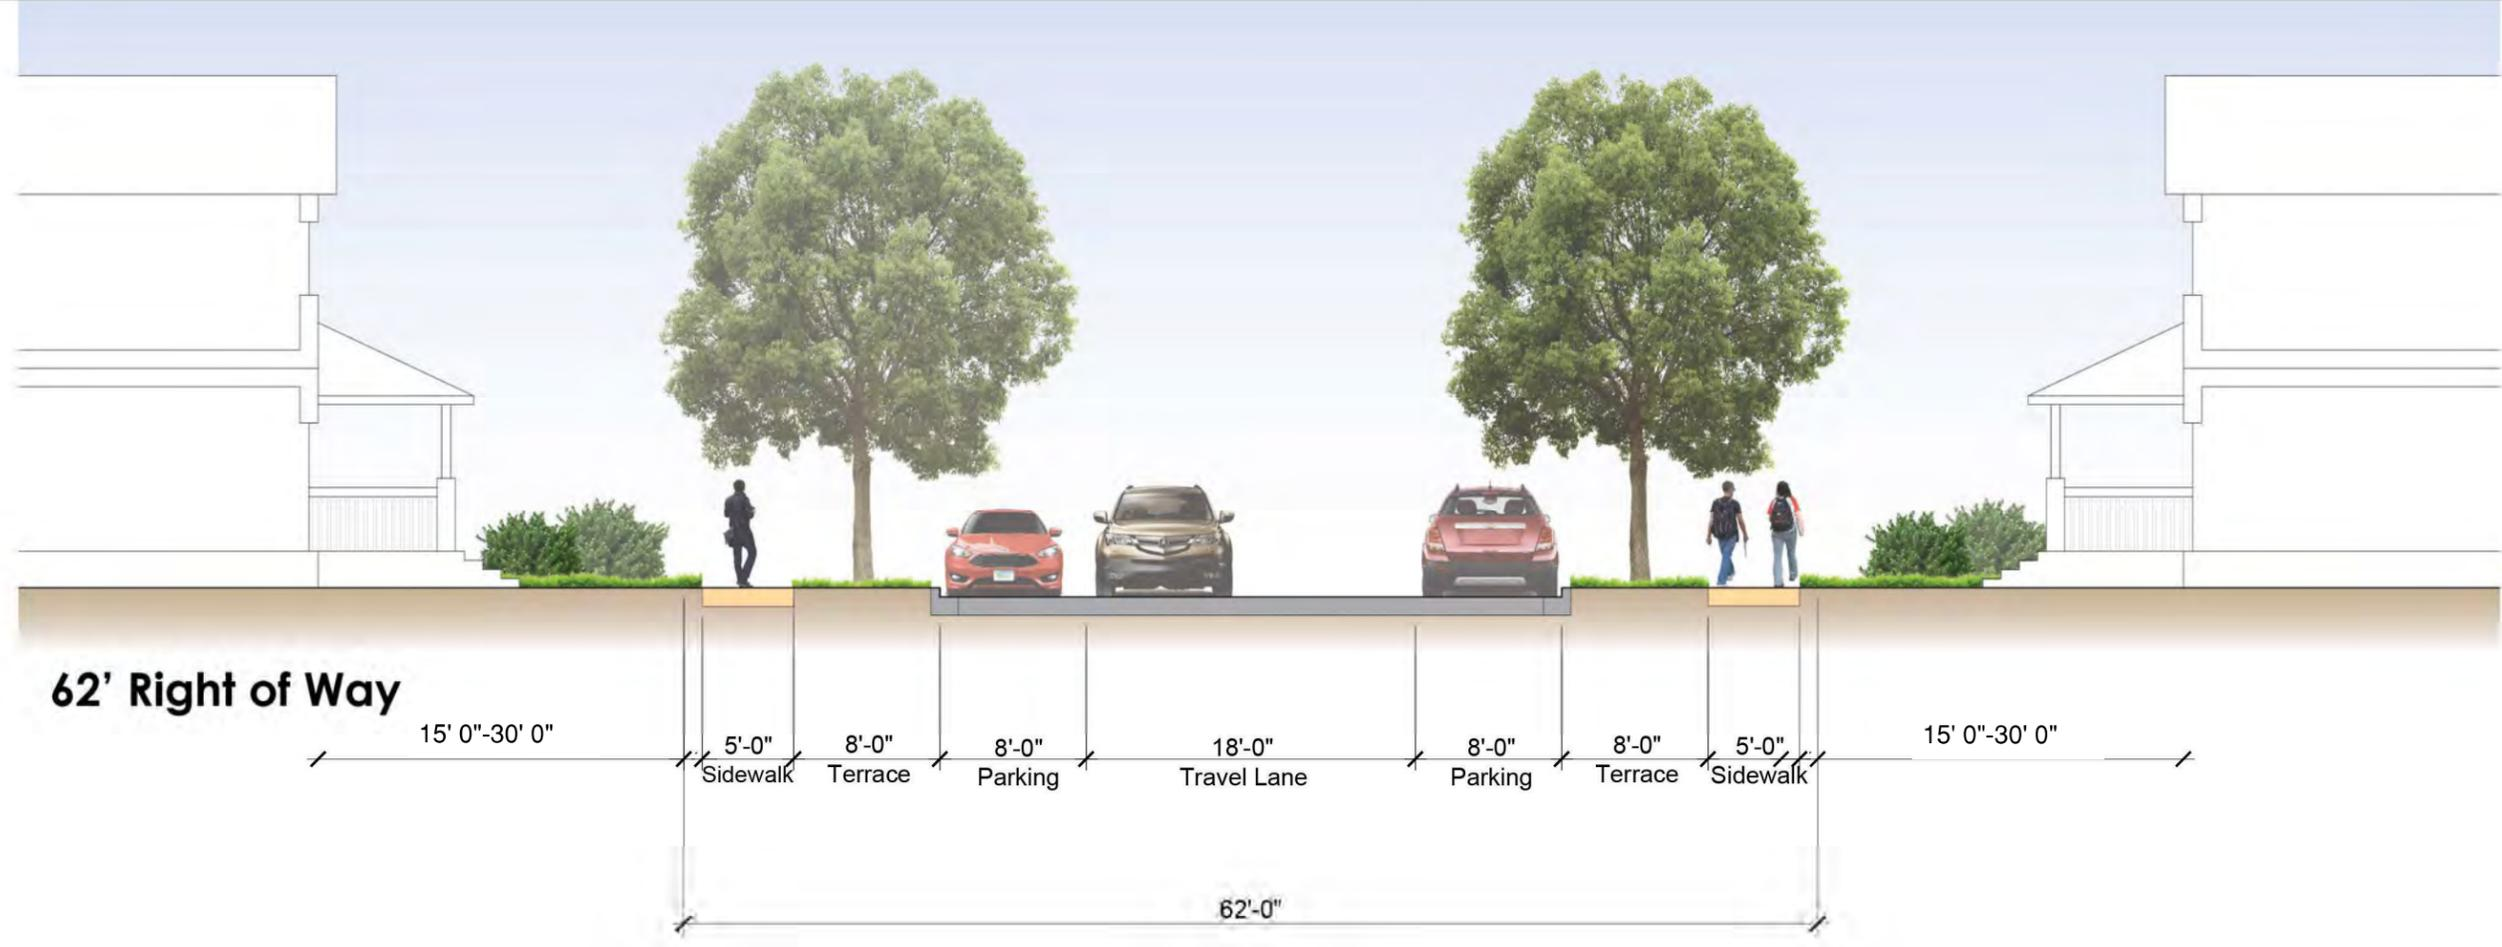 62’ Right of Way
15' 0"-30' 0"
5'-0"
Sidewalk
8'-0"
Terrace
8'-0"
Parking
18'-0"
Travel Lane
8'-0"
Parking
8'-0"
Terrace
5'-0"
Sidewalk
15' 0"-30' 0"
62'-0"